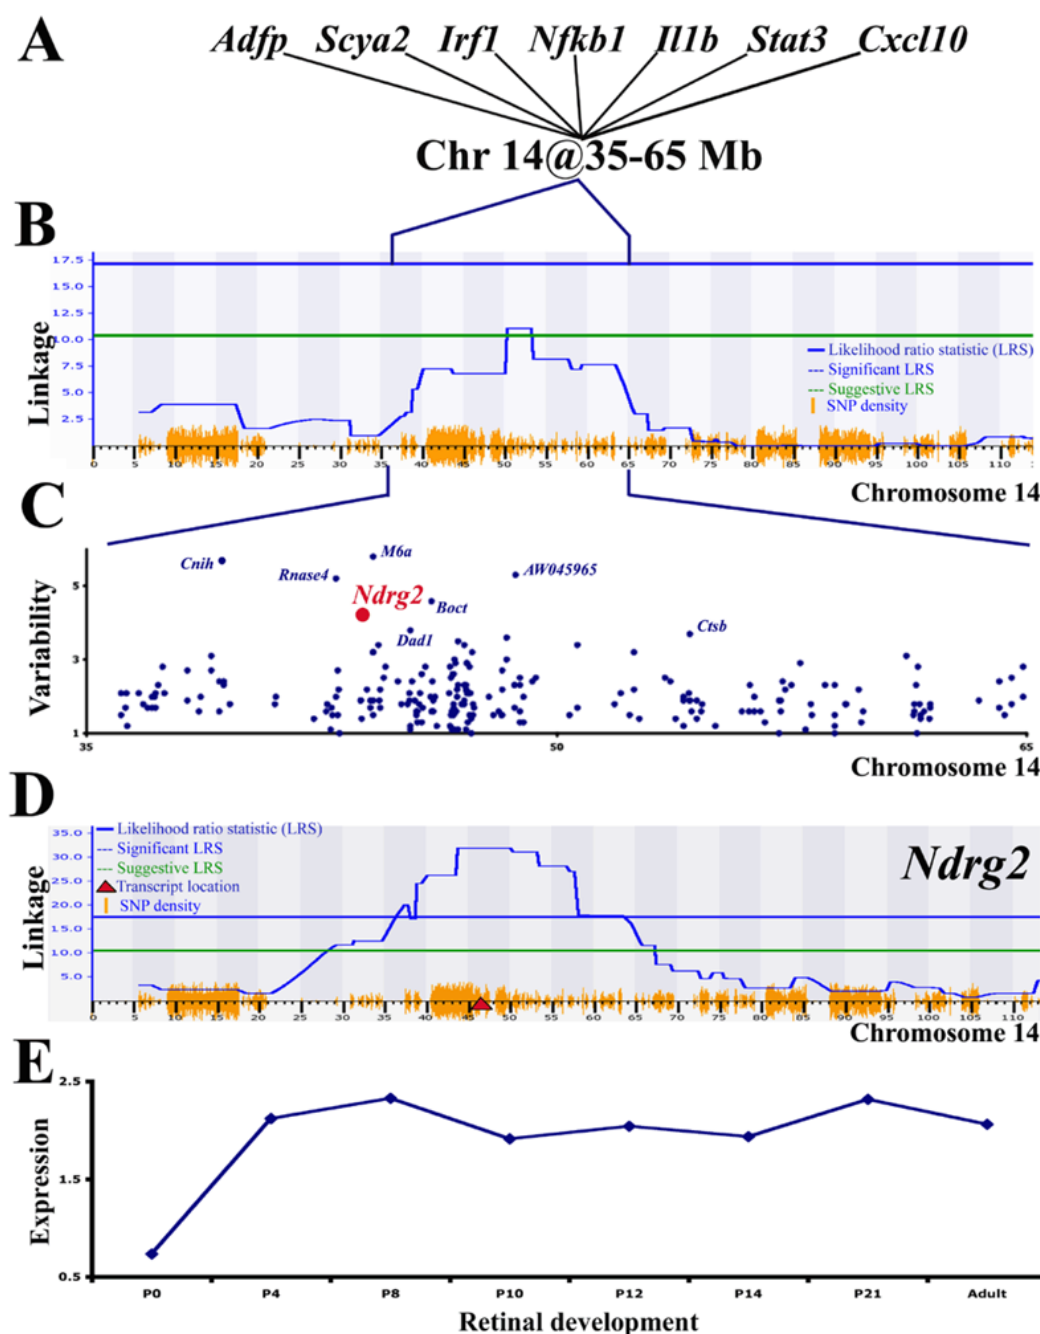 A
Adfp Scya2 Irf1 Nfkb1 Il1b Stat3 Cxcl10
Chr 14@35-65 Mb
B
17.5
15.0
12.5
10.0
7.5
5.0
2.5
Linkage
Likelihood ratio statistic (LRS)
Significant LRS
Suggestive LRS
SNP density
0 5 10 15 20 25 30 35 40 45 50 55 60 65 70 75 80 85 90 95 100 105 110
Chromosome 14
C
Variability
5
3
1
Cnih
M6a
Rnase4
AW045965
Ndrg2
Boct
Dad1
Ctsb
35 50 65
Chromosome 14
D
35.0
30.0
25.0
20.0
15.0
10.0
5.0
Linkage
Likelihood ratio statistic (LRS)
Significant LRS
Suggestive LRS
Transcript location
SNP density
Ndrg2
0 5 10 15 20 25 30 35 40 45 50 55 60 65 70 75 80 85 90 95 100 105 110
Chromosome 14
E
2.5
1.5
0.5
Expression
P0 P4 P8 P10 P12 P14 P21 Adult
Retinal development